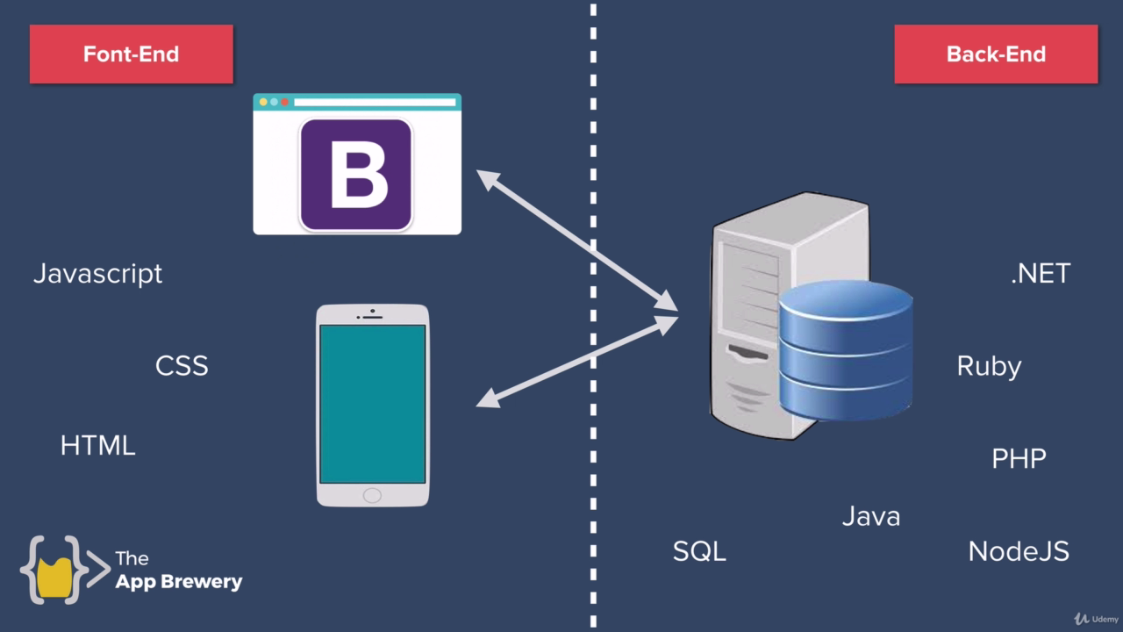 Font-End
Back-End
B
Javascript
.NET
CSS
Ruby
HTML
PHP
Java
SQL
NodeJS
The
App Brewery
Udemy